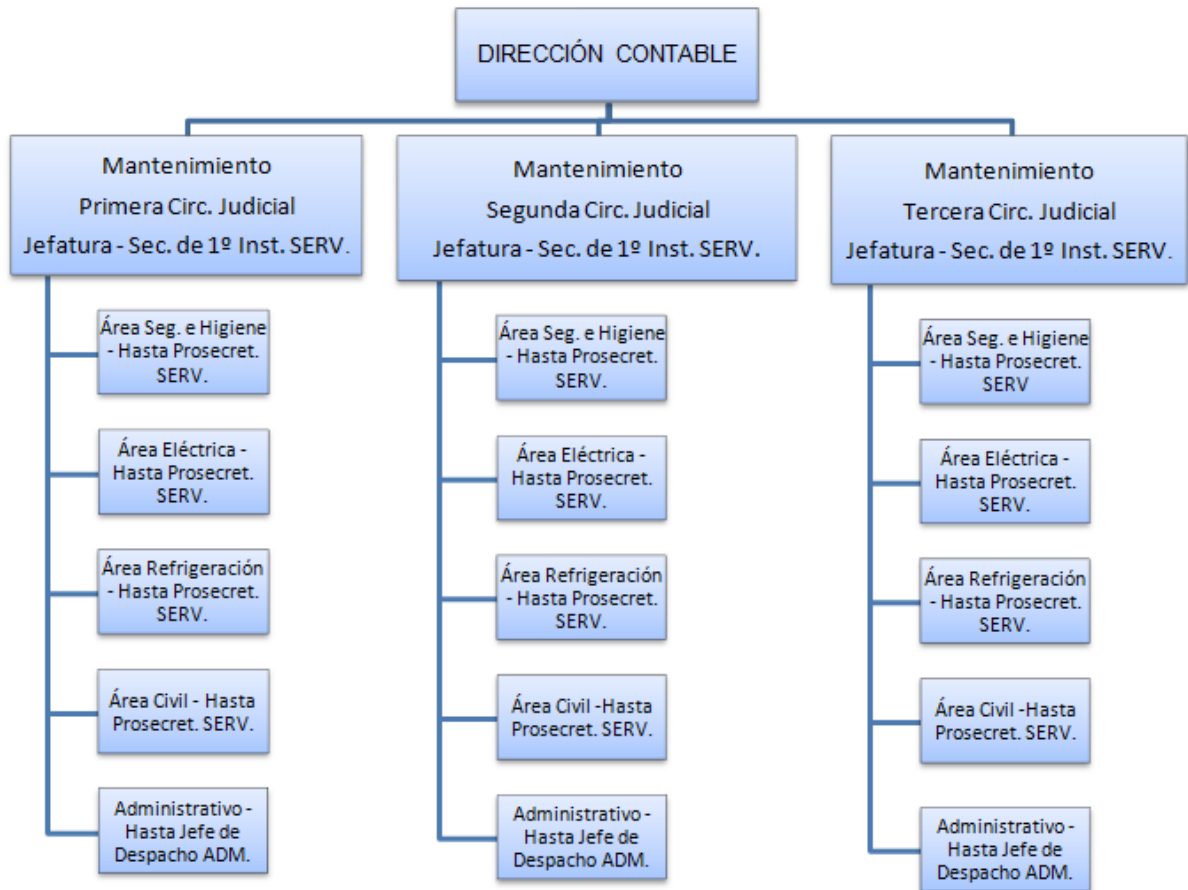 DIRECCIÓN CONTABLE
Mantenimiento
Primera Circ. Judicial
Jefatura - Sec. de 1º Inst. SERV.
Área Seg. e Higiene
- Hasta Prosecret.
SERV.
Área Eléctrica -
Hasta Prosecret.
SERV.
Área Refrigeración
- Hasta Prosecret.
SERV.
Área Civil - Hasta
Prosecret. SERV.
Administrativo -
Hasta Jefe de
Despacho ADM.
Mantenimiento
Segunda Circ. Judicial
Jefatura - Sec. de 1º Inst. SERV.
Área Seg. e Higiene
- Hasta Prosecret.
SERV.
Área Eléctrica -
Hasta Prosecret.
SERV.
Área Refrigeración
- Hasta Prosecret.
SERV.
Área Civil -Hasta
Prosecret. SERV.
Administrativo -
Hasta Jefe de
Despacho ADM.
Mantenimiento
Tercera Circ. Judicial
Jefatura - Sec. de 1º Inst. SERV.
Área Seg. e Higiene
- Hasta Prosecret.
SERV
Área Eléctrica -
Hasta Prosecret.
SERV.
Área Refrigeración
- Hasta Prosecret.
SERV.
Área Civil -Hasta
Prosecret. SERV.
Administrativo -
Hasta Jefe de
Despacho ADM.